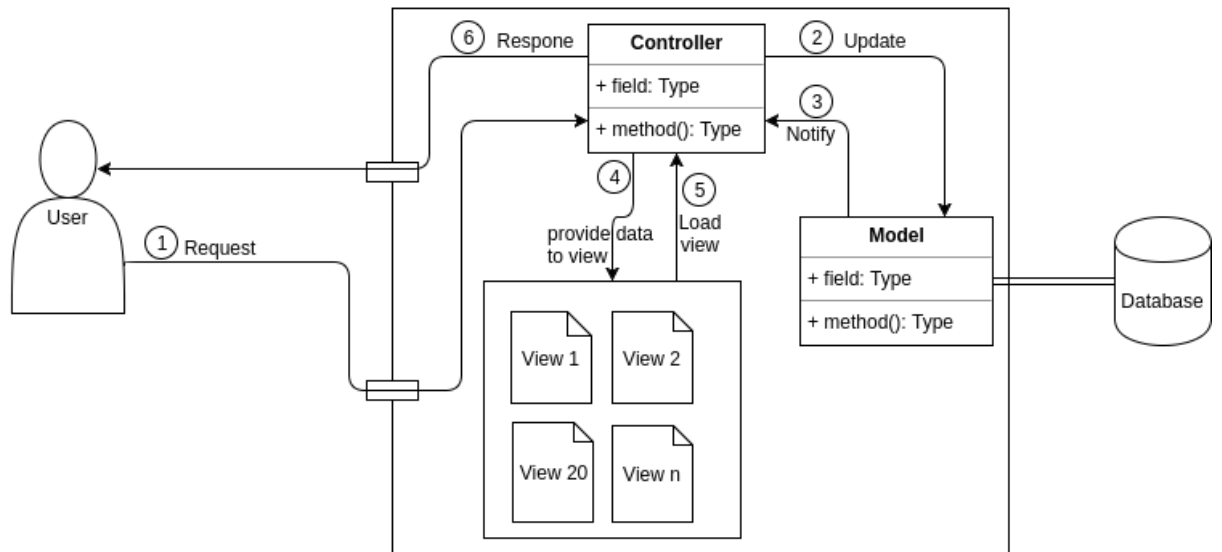 6 Respone
Controller
2 Update
+ field: Type
3
Notify
+ method(): Type
User
1 Request
4
provide data
to view
5
Load
view
Model
+ field: Type
+ method(): Type
Database
View 1
View 2
View 20
View n